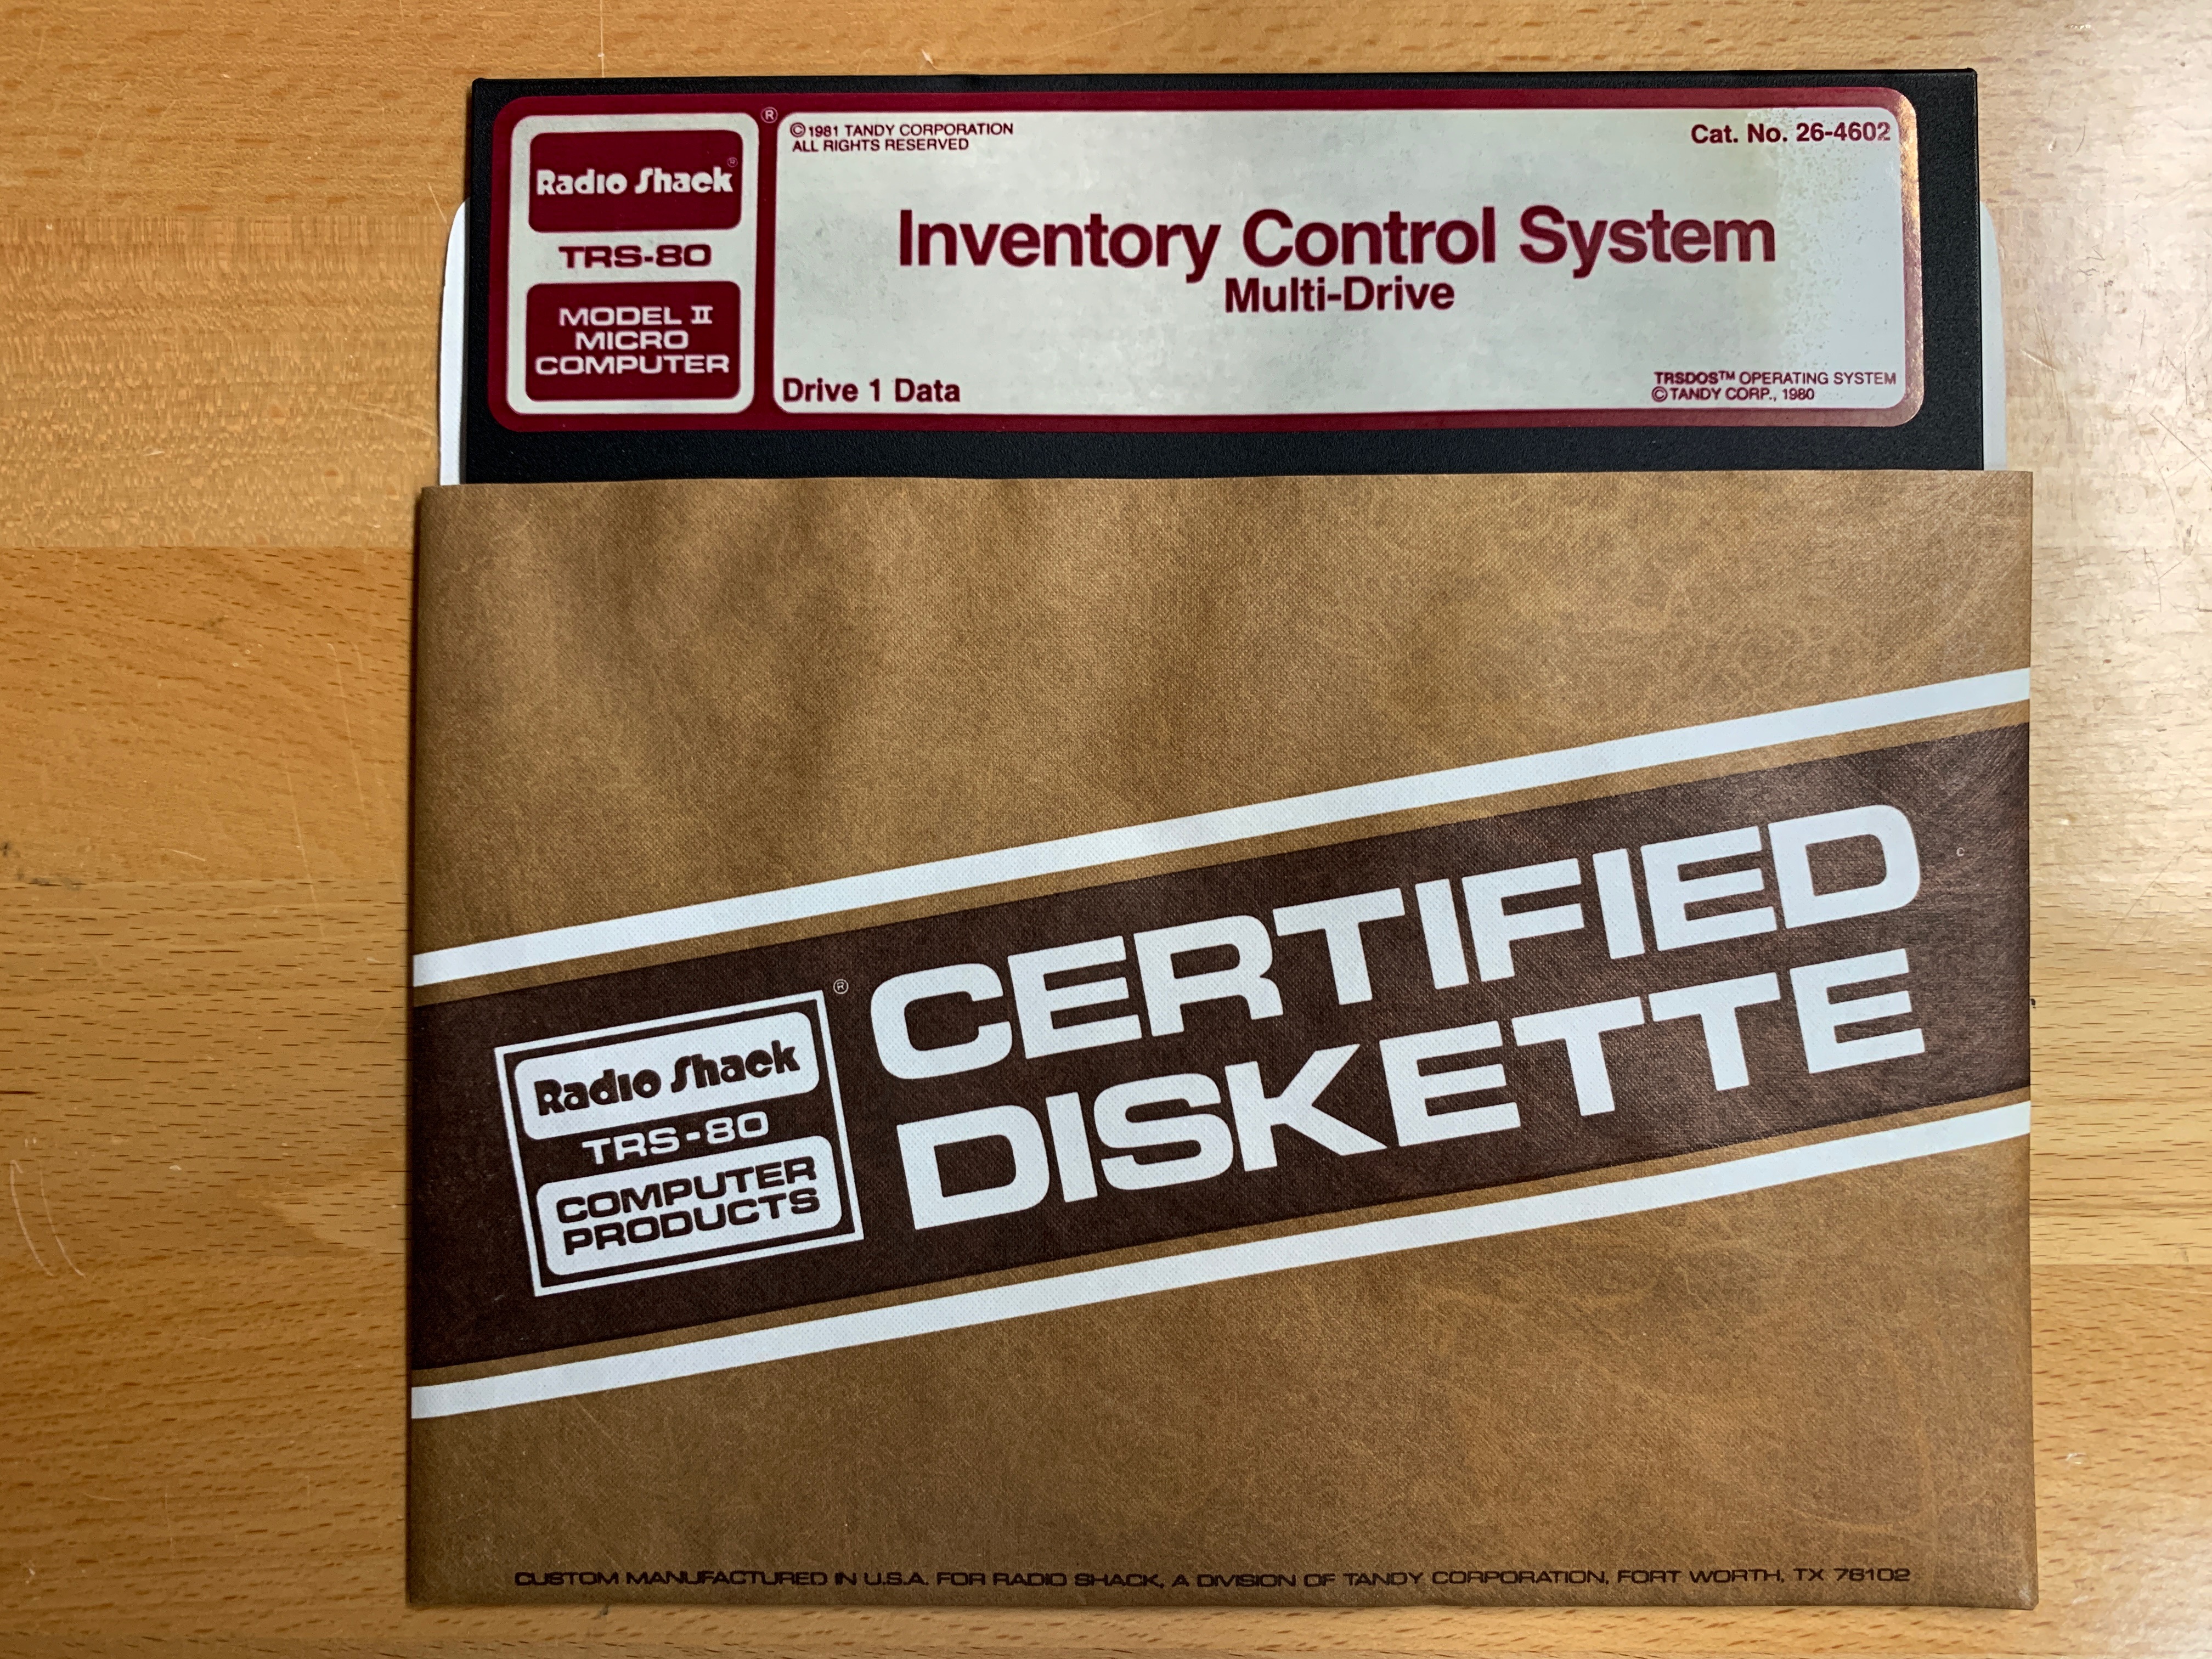 ®
©1981 TANDY CORPORATION
ALL RIGHTS RESERVED
Cat. No. 26-4602
Radio Shack®
TRS-80
MODEL II
MICRO
COMPUTER
Inventory Control System
Multi-Drive
Drive 1 Data
TRSDOS™ OPERATING SYSTEM
©TANDY CORP., 1980
CERTIFIED
DISKETTE
®
Radio Shack
TRS-80
COMPUTER
PRODUCTS
C
CUSTOM MANUFACTURED IN U.S.A. FOR RADIO SHACK, A DIVISION OF TANDY CORPORATION, FORT WORTH, TX 76102